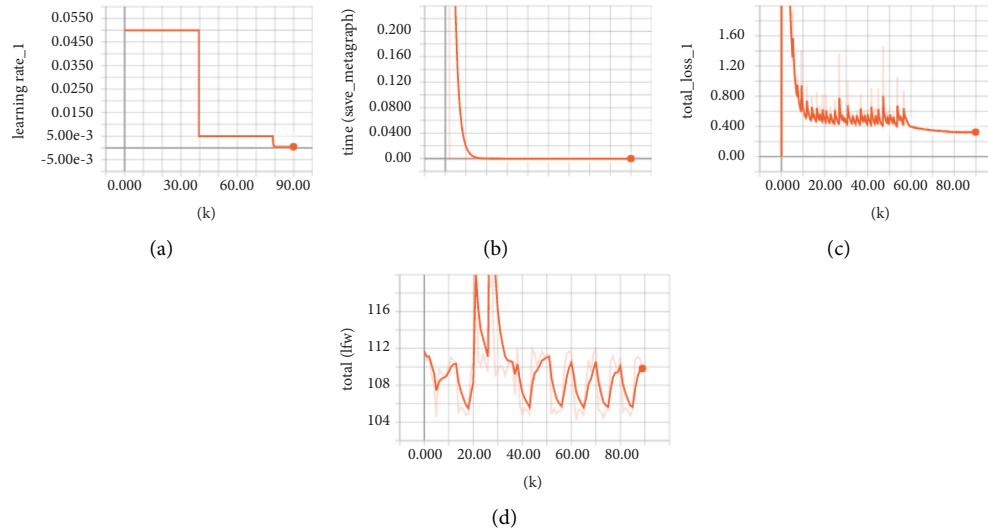 learning rate_1
0.0550
0.0450
0.0350
0.0250
0.0150
5.00e-3
-5.00e-3
0.000 30.00 60.00 90.00
(k)
(a)
time (save_metagraph)
0.200
0.160
0.120
0.0800
0.0400
0.00
(b)
total_loss_1
1.20
0.800
0.400
0.00
0.000 20.00 40.00 60.00 80.00
(k)
(c)
total (lfw)
116
112
108
104
0.000 20.00 40.00 60.00 80.00
(k)
(d)